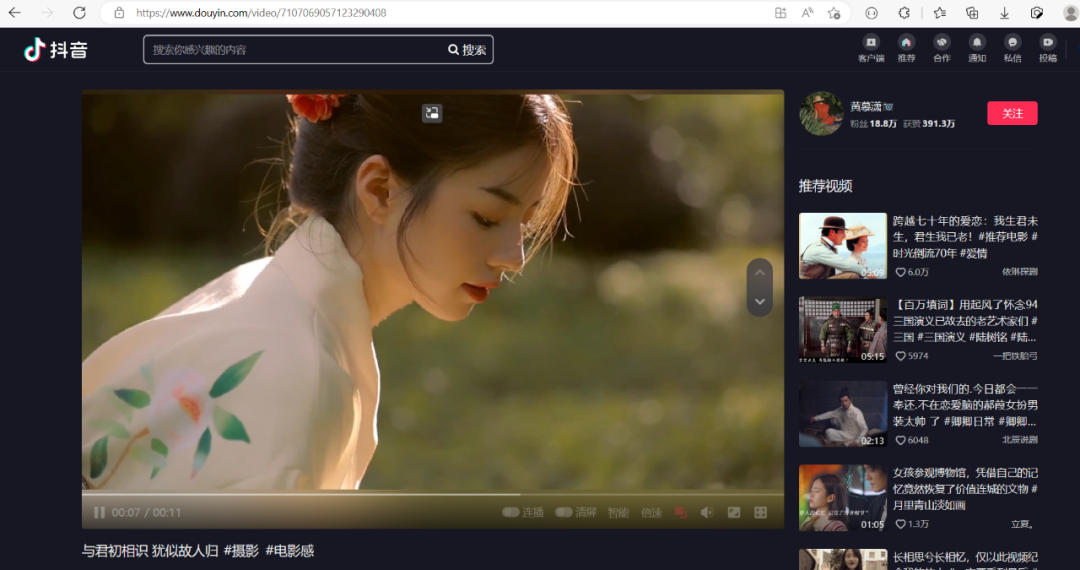 https://www.douyin.com/video/7107069057123290408
抖音
搜索你感兴趣的内容
搜索
客户端 推荐 合作 通知 私信 投稿
黄慕潇
粉丝 18.8万 获赞 391.3万
关注
推荐视频
跨越七十年的爱恋：我生君未
生，君生我已老！#推荐电影 #
时光倒流70年 #爱情
05:09
6.0万
依琳探剧
【百万填词】用起风了怀念94
三国演义已故去的老艺术家们 #
三国 #三国演义 #陆树铭 #陆...
05:15
5974
一把铁胎弓
曾经你对我们的.今日都会一一
奉还.不在恋爱脑的郝葭女扮男
装太帅 了 #卿卿日常 #卿卿...
02:13
6048
北辰说剧
女孩参观博物馆，凭借自己的记
忆竟然恢复了价值连城的文物 #
月里青山淡如画
01:05
1.3万
立夏。
长相思兮长相忆，仅以此视频纪
00:07 / 00:11
连播 清屏 智能 倍速
与君初相识 犹似故人归 #摄影 #电影感